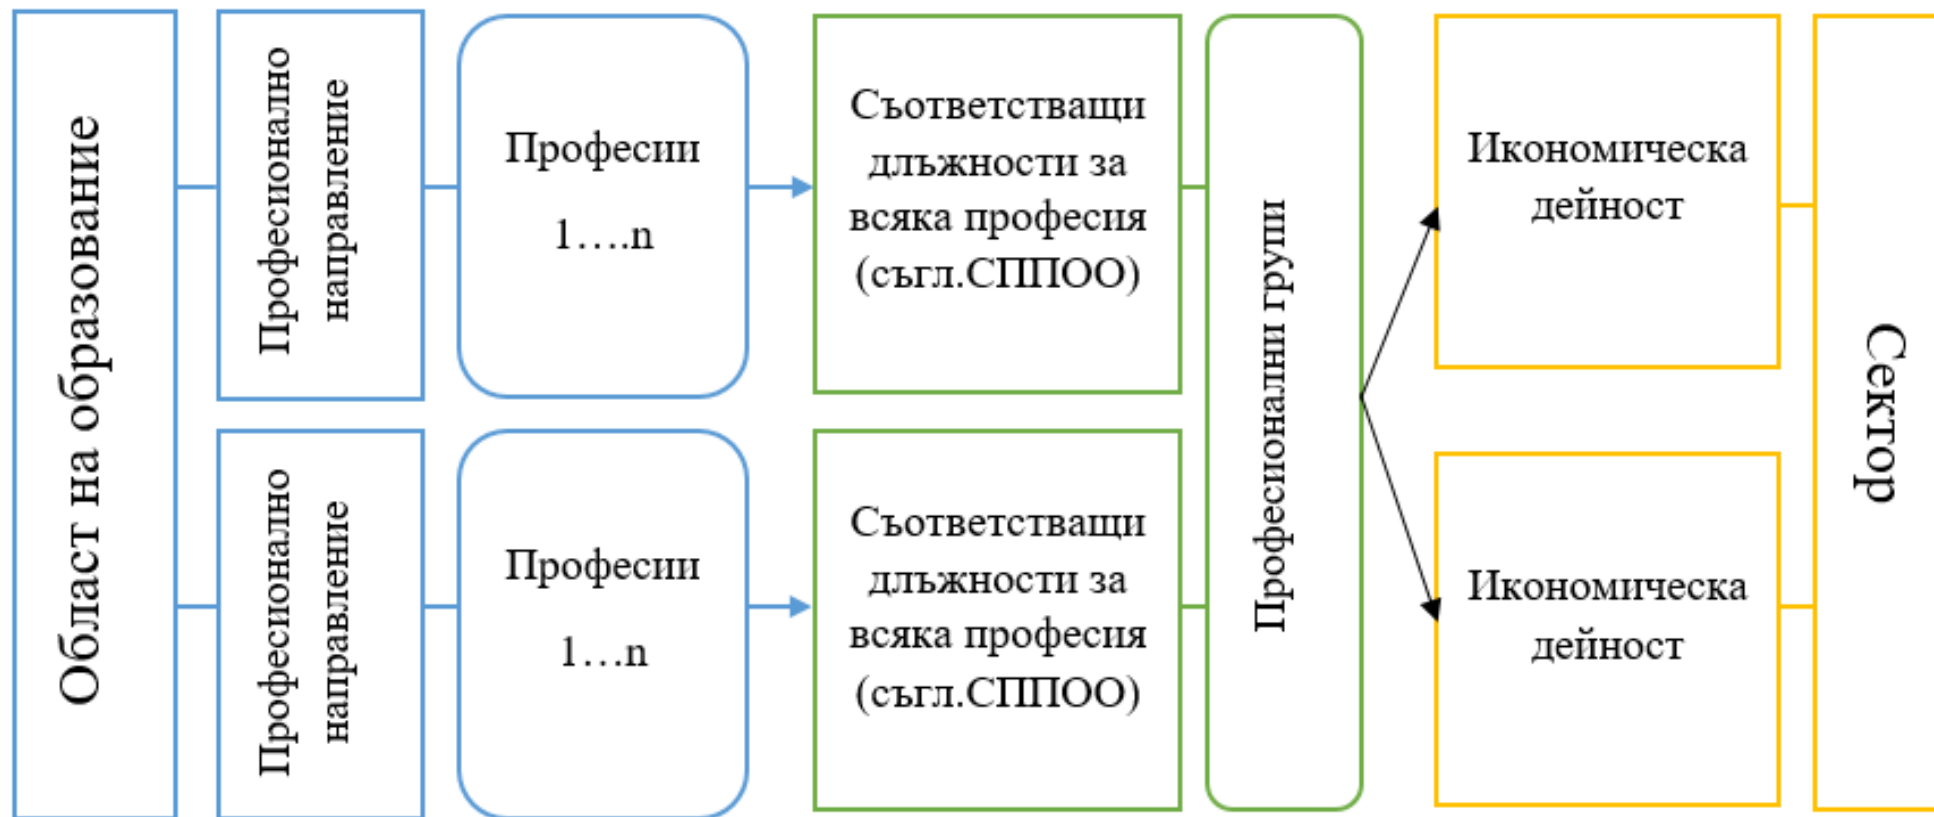 Област на образование
Професионално
направление
Професии
1….n
Съответстващи
длъжности за
всяка професия
(съгл.СППОО)
Професионално
направление
Професии
1…n
Съответстващи
длъжности за
всяка професия
(съгл.СППОО)
Професионални групи
Икономическа
дейност
Икономическа
дейност
Сектор